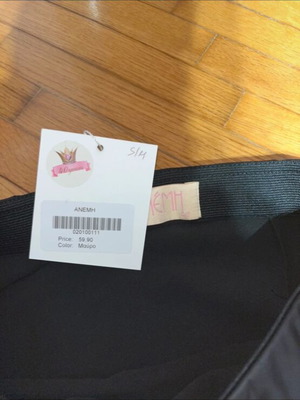 S/M
ANEMH
020100111
Price: 59,90
Color: Μαύρο
ANEMH